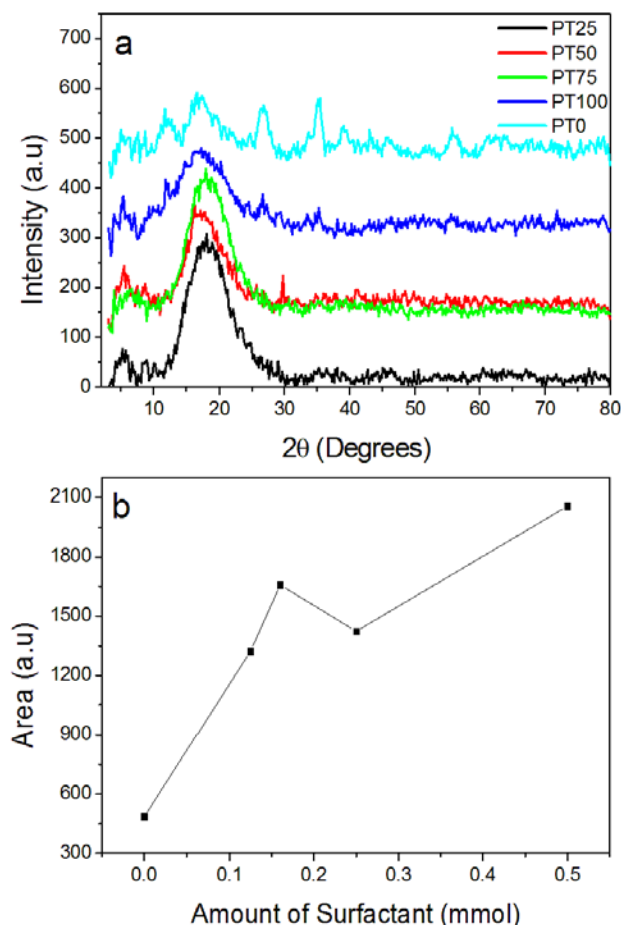 a
PT25
PT50
PT75
PT100
PT0
700
600
500
400
300
200
100
0
Intensity (a.u)
10 20 30 40 50 60 70 80
2θ (Degrees)
b
2100
1800
1500
1200
900
600
300
Area (a.u)
0.0 0.1 0.2 0.3 0.4 0.5
Amount of Surfactant (mmol)